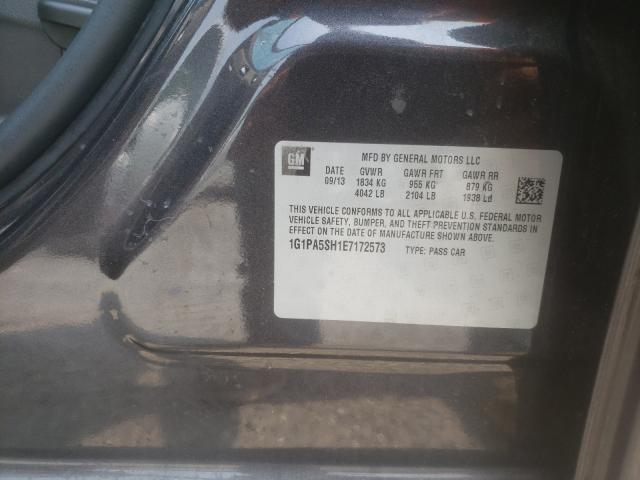 GM
MFD BY GENERAL MOTORS LLC
DATE GVWR GAWR FRT GAWR RR
09/13 1834 KG 955 KG 879 KG
4042 LB 2104 LB 1938 LB
THIS VEHICLE CONFORMS TO ALL APPLICABLE U.S. FEDERAL MOTOR
VEHICLE SAFETY, BUMPER, AND THEFT PREVENTION STANDARDS IN
EFFECT ON THE DATE OF MANUFACTURE SHOWN ABOVE.
1G1PA5SH1E7172573 TYPE: PASS CAR